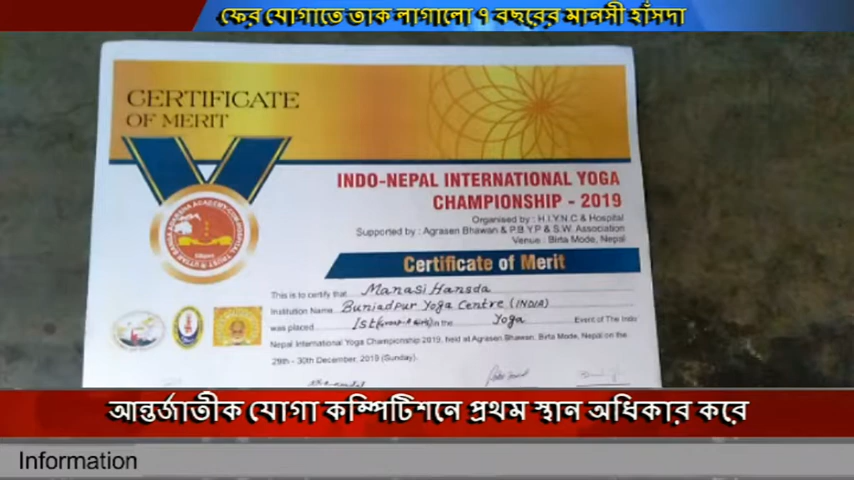 ফের যোগাতে তাক লাগালো ৭ বছরের মানসী হাঁসদা
CERTIFICATE
OF MERIT
INDO-NEPAL INTERNATIONAL YOGA
CHAMPIONSHIP - 2019
Organised by : H.I.Y.N.C & Hospital
Supported by : Agrasen Bhawan & P.B.Y.P & S.W. Association
Venue : Birta Mode, Nepal
Certificate of Merit
This is to certify that Manasi Hansda
Institution Name Buniadpur Yoga Centre (INDIA)
was placed 1st (Group-A Girls) in the Yoga Event of The Indo
Nepal International Yoga Championship 2019, held at Agrasen Bhawan, Birta Mode, Nepal on the
29th - 30th December, 2019 (Sunday).
আন্তর্জাতীক যোগা কম্পিটিশনে প্রথম স্থান অধিকার করে
Information